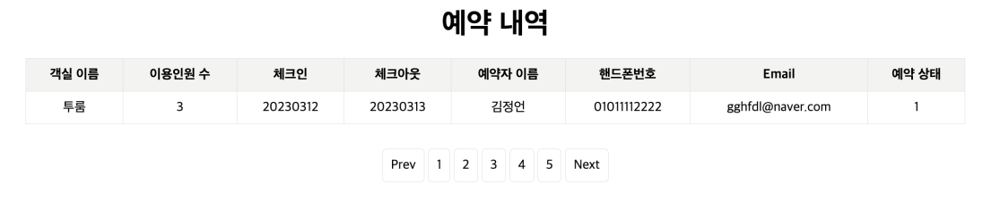 예약 내역
객실 이름 이용인원 수 체크인 체크아웃 예약자 이름 핸드폰번호 Email 예약 상태
투룸 3 20230312 20230313 김정언 01011112222 gghfdl@naver.com 1
Prev 1 2 3 4 5 Next